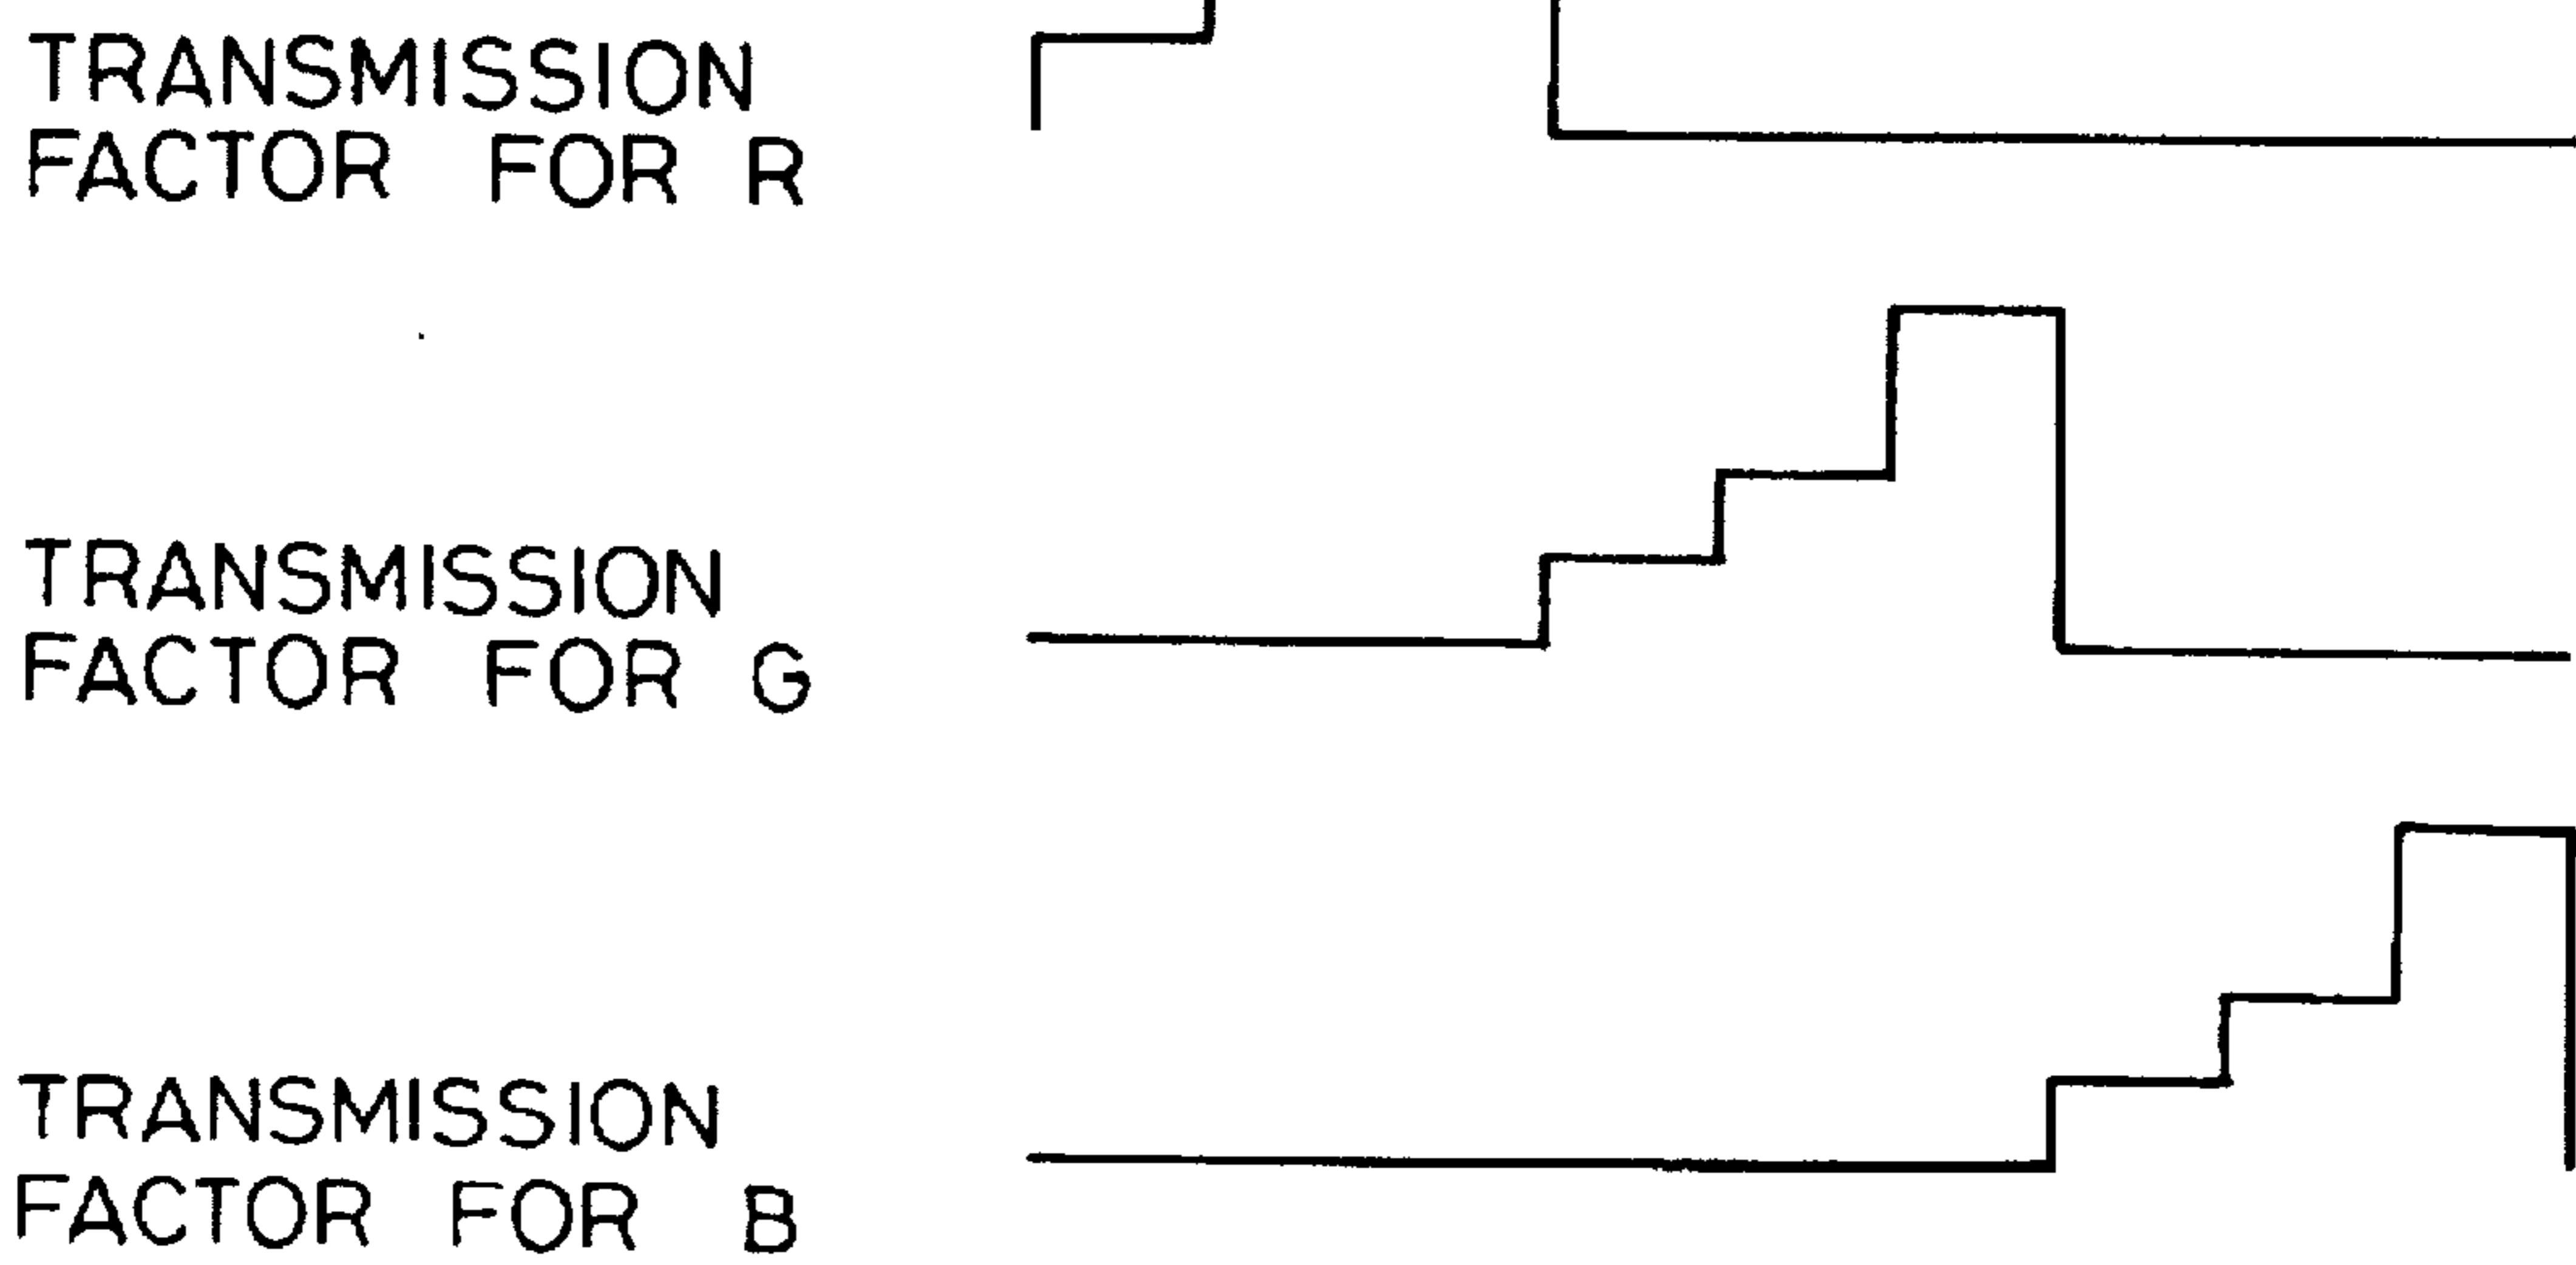 TRANSMISSION
FACTOR FOR R
TRANSMISSION
FACTOR FOR G
TRANSMISSION
FACTOR FOR B